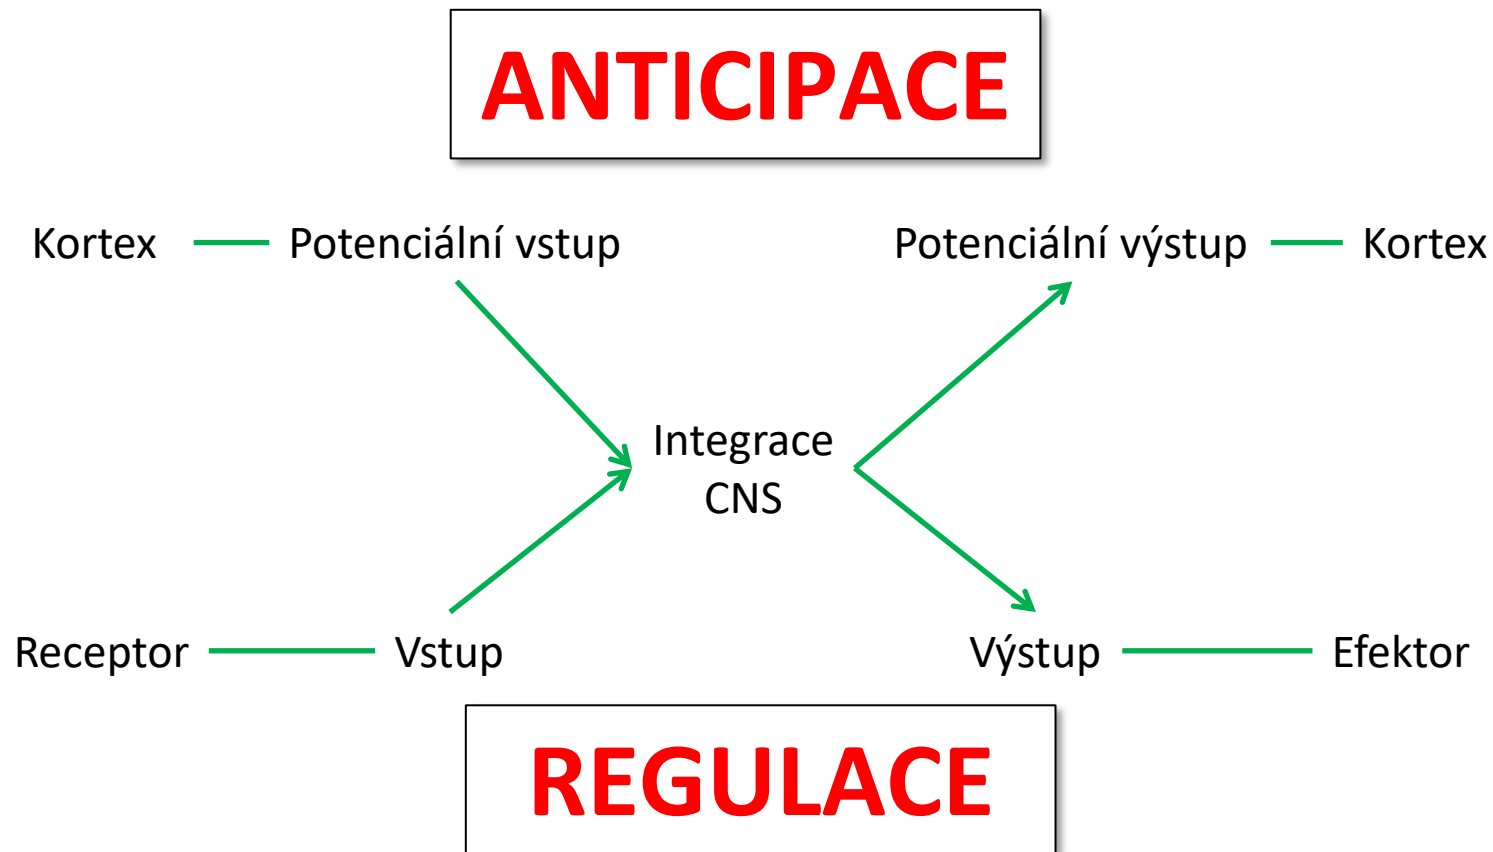 ANTICIPACE
Kortex
Potenciální vstup
Potenciální výstup
Kortex
Integrace
CNS
Receptor
Vstup
Výstup
Efektor
REGULACE